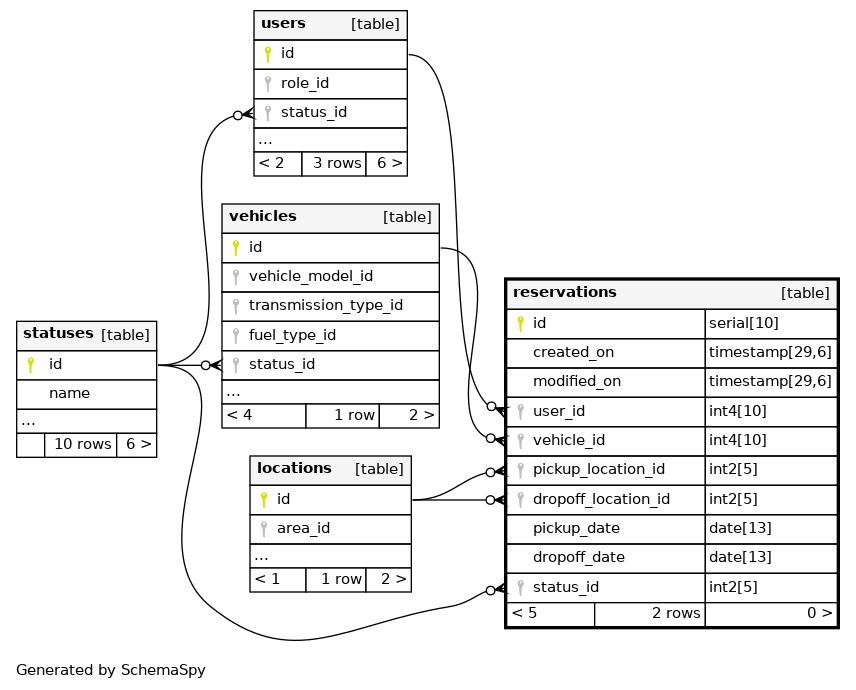 users [table]
id
role_id
status_id
...
< 2 3 rows 6 >
vehicles [table]
id
vehicle_model_id
transmission_type_id
fuel_type_id
status_id
...
< 4 1 row 2 >
statuses [table]
id
name
...
10 rows 6 >
locations [table]
id
area_id
...
< 1 1 row 2 >
reservations [table]
id serial[10]
created_on timestamp[29,6]
modified_on timestamp[29,6]
user_id int4[10]
vehicle_id int4[10]
pickup_location_id int2[5]
dropoff_location_id int2[5]
pickup_date date[13]
dropoff_date date[13]
status_id int2[5]
< 5 2 rows 0 >
Generated by SchemaSpy